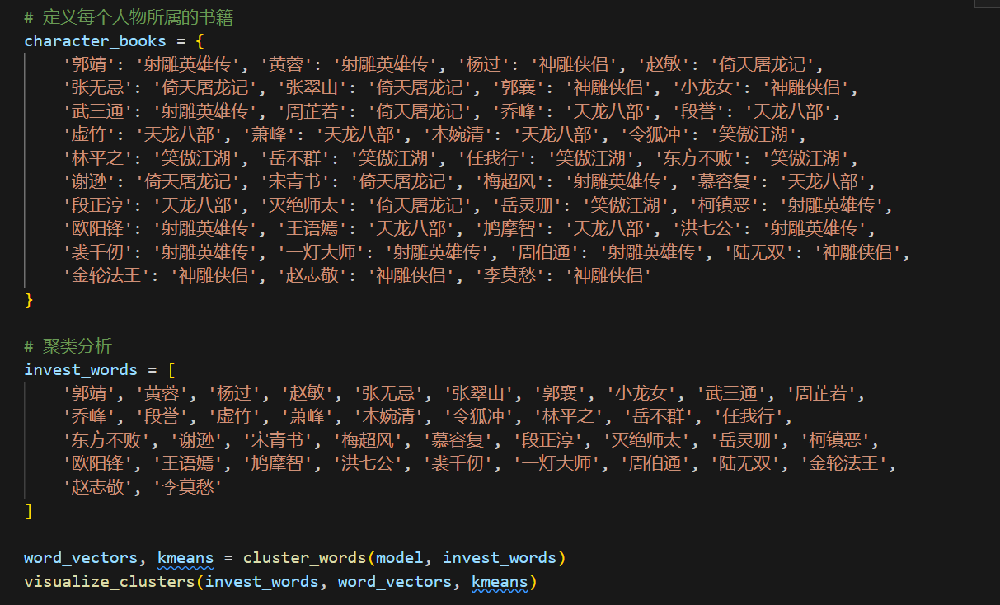 # 定义每个人物所属的书籍
character_books = {
'郭靖': '射雕英雄传', '黄蓉': '射雕英雄传', '杨过': '神雕侠侣', '赵敏': '倚天屠龙记',
'张无忌': '倚天屠龙记', '张翠山': '倚天屠龙记', '郭襄': '神雕侠侣', '小龙女': '神雕侠侣',
'武三通': '射雕英雄传', '周芷若': '倚天屠龙记', '乔峰': '天龙八部', '段誉': '天龙八部',
'虚竹': '天龙八部', '萧峰': '天龙八部', '木婉清': '天龙八部', '令狐冲': '笑傲江湖',
'林平之': '笑傲江湖', '岳不群': '笑傲江湖', '任我行': '笑傲江湖', '东方不败': '笑傲江湖',
'谢逊': '倚天屠龙记', '宋青书': '倚天屠龙记', '梅超风': '射雕英雄传', '慕容复': '天龙八部',
'段正淳': '天龙八部', '灭绝师太': '倚天屠龙记', '岳灵珊': '笑傲江湖', '柯镇恶': '射雕英雄传',
'欧阳锋': '射雕英雄传', '王语嫣': '天龙八部', '鸠摩智': '天龙八部', '洪七公': '射雕英雄传',
'裘千仞': '射雕英雄传', '一灯大师': '射雕英雄传', '周伯通': '射雕英雄传', '陆无双': '神雕侠侣',
'金轮法王': '神雕侠侣', '赵志敬': '神雕侠侣', '李莫愁': '神雕侠侣'
}
# 聚类分析
invest_words = [
'郭靖', '黄蓉', '杨过', '赵敏', '张无忌', '张翠山', '郭襄', '小龙女', '武三通', '周芷若',
'乔峰', '段誉', '虚竹', '萧峰', '木婉清', '令狐冲', '林平之', '岳不群', '任我行',
'东方不败', '谢逊', '宋青书', '梅超风', '慕容复', '段正淳', '灭绝师太', '岳灵珊', '柯镇恶',
'欧阳锋', '王语嫣', '鸠摩智', '洪七公', '裘千仞', '一灯大师', '周伯通', '陆无双', '金轮法王',
'赵志敬', '李莫愁'
]
word_vectors, kmeans = cluster_words(model, invest_words)
visualize_clusters(invest_words, word_vectors, kmeans)